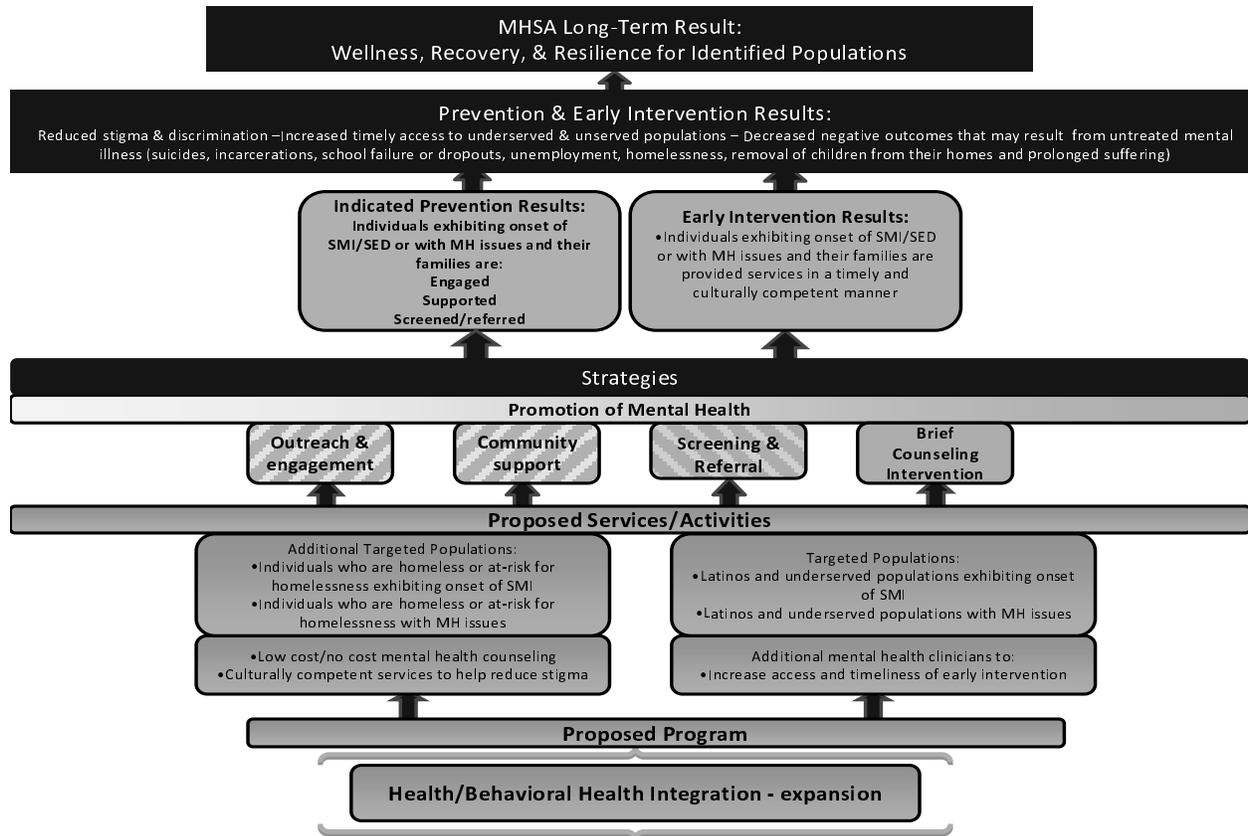 MHSA Long-Term Result:
Wellness, Recovery, & Resilience for Identified Populations
Prevention & Early Intervention Results:
Reduced stigma & discrimination –Increased timely access to underserved & unserved populations – Decreased negative outcomes that may result from untreated mental
illness (suicides, incarcerations, school failure or dropouts, unemployment, homelessness, removal of children from their homes and prolonged suffering)
Indicated Prevention Results:
Individuals exhibiting onset of
SMI/SED or with MH issues and their
families are:
Engaged
Supported
Screened/referred
Early Intervention Results:
•Individuals exhibiting onset of SMI/SED
or with MH issues and their families are
provided services in a timely and
culturally competent manner
Strategies
Promotion of Mental Health
Outreach &
engagement
Community
support
Screening &
Referral
Brief
Counseling
Intervention
Proposed Services/Activities
Additional Targeted Populations:
•Individuals who are homeless or at-risk for
homelessness exhibiting onset of SMI
•Individuals who are homeless or at-risk for
homelessness with MH issues
Targeted Populations:
•Latinos and underserved populations exhibiting onset
of SMI
•Latinos and underserved populations with MH issues
•Low cost/no cost mental health counseling
•Culturally competent services to help reduce stigma
Additional mental health clinicians to:
•Increase access and timeliness of early intervention
Proposed Program
Health/Behavioral Health Integration - expansion